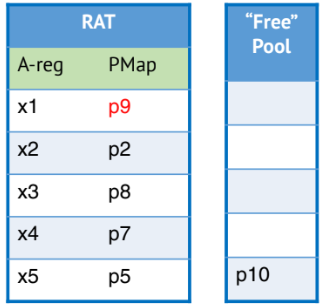 RAT
A-reg PMap
x1 p9
x2 p2
x3 p8
x4 p7
x5 p5
“Free”
Pool
p10